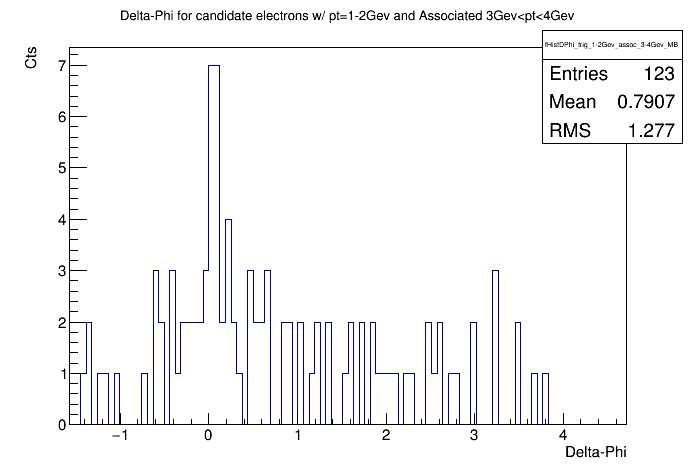 Delta-Phi for candidate electrons w/ pt=1-2Gev and Associated 3Gev<pt<4Gev
Cts
fHistDPhi_trig_1-2Gev_assoc_3-4Gev_MB
Entries 123
Mean 0.7907
RMS 1.277
7
6
5
4
3
2
1
0
−1 0 1 2 3 4
Delta-Phi